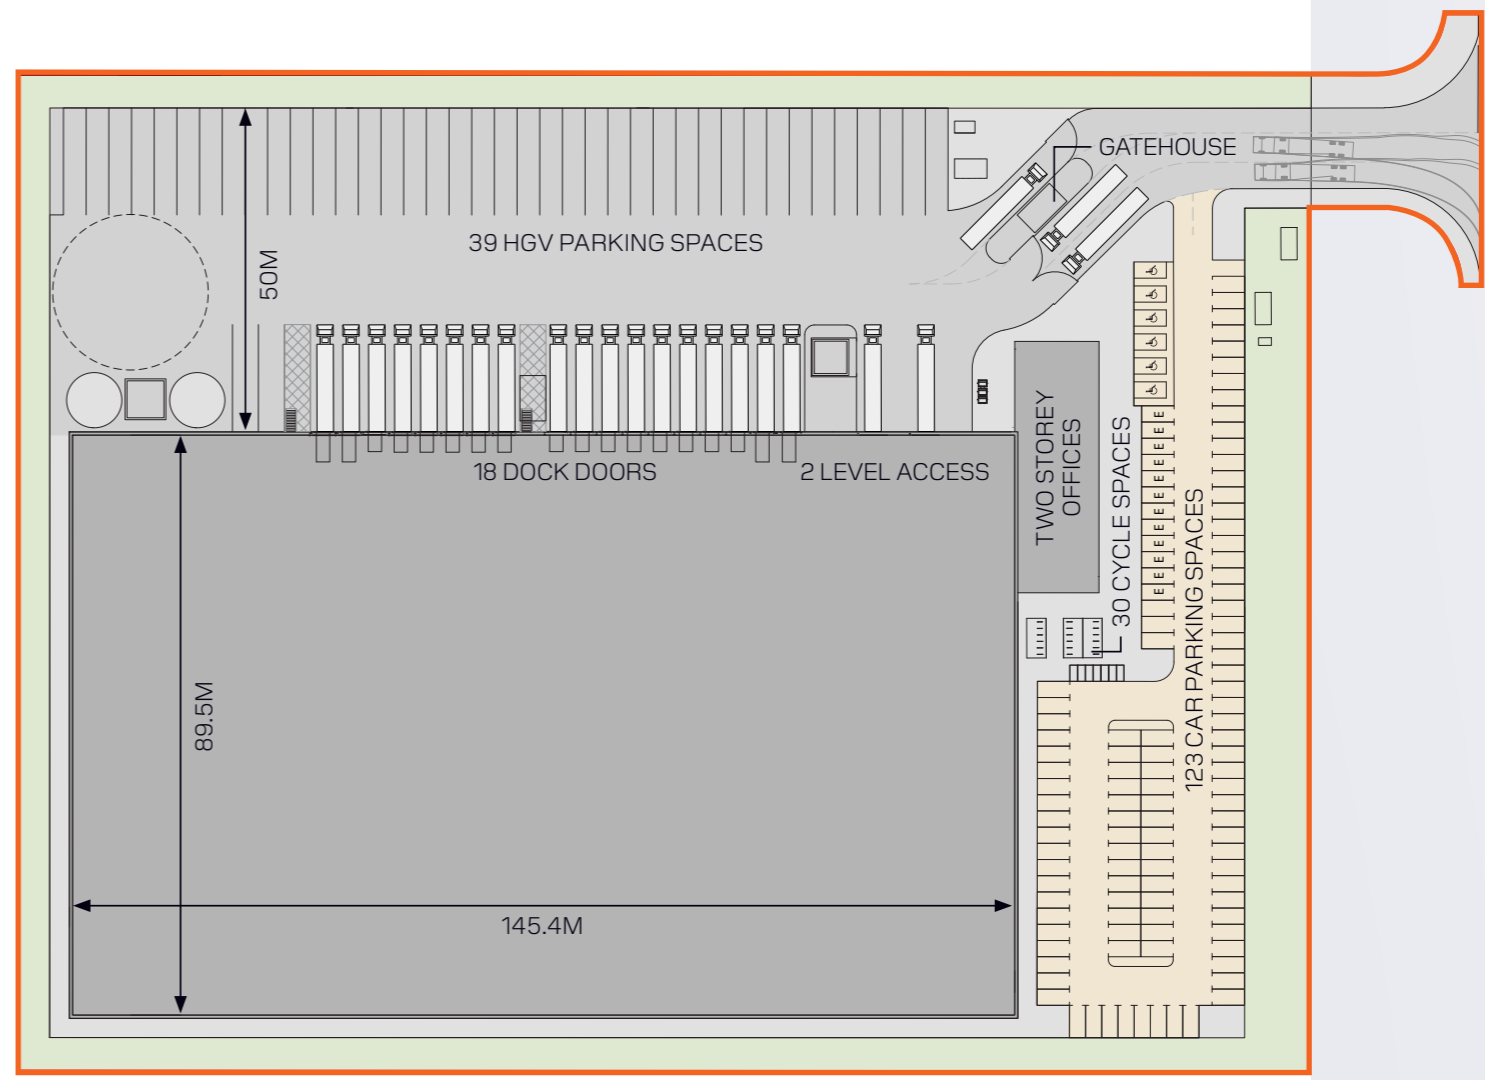 GATEHOUSE
39 HGV PARKING SPACES
50M
18 DOCK DOORS
2 LEVEL ACCESS
TWO STOREY
OFFICES
30 CYCLE SPACES
E
E
E
E
E
E
E
E
E
E
E
E
123 CAR PARKING SPACES
89.5M
145.4M